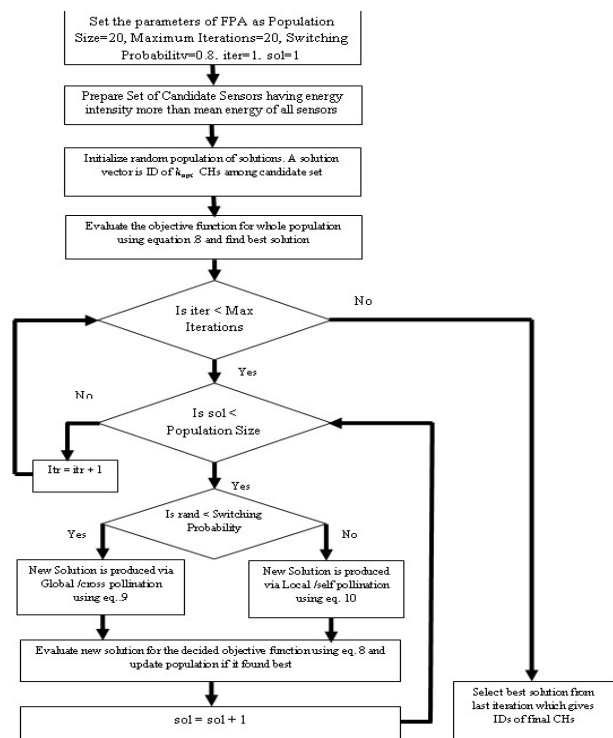 Set the parameters of FPA as Population
Size=20, Maximum Iterations=20, Switching
Probability=0.8. iter=1. sol=1
Prepare Set of Candidate Sensors having energy
intensity more than mean energy of all sensors
Initialize random population of solutions. A solution
vector is ID of kopt CHs among candidate set
Evaluate the objective function for whole population
using equation 8 and find best solution
Is iter < Max
Iterations
No
Yes
No
Is sol <
Population Size
Itr = itr + 1
Yes
Is rand < Switching
Probability
Yes
No
New Solution is produced via
Global /cross pollination
using eq..9
New Solution is produced
via Local /self pollination
using eq. 10
Evaluate new solution for the decided objective function using eq. 8 and
update population if it found best
sol = sol + 1
Select best solution from
last iteration which gives
IDs of final CHs